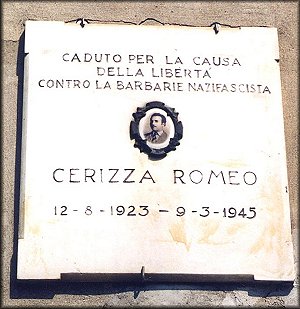 CADUTO PER LA CAUSA
DELLA LIBERTÀ
CONTRO LA BARBARIE NAZIFASCISTA
CERIZZA ROMEO
12-8-1923 – 9-3-1945